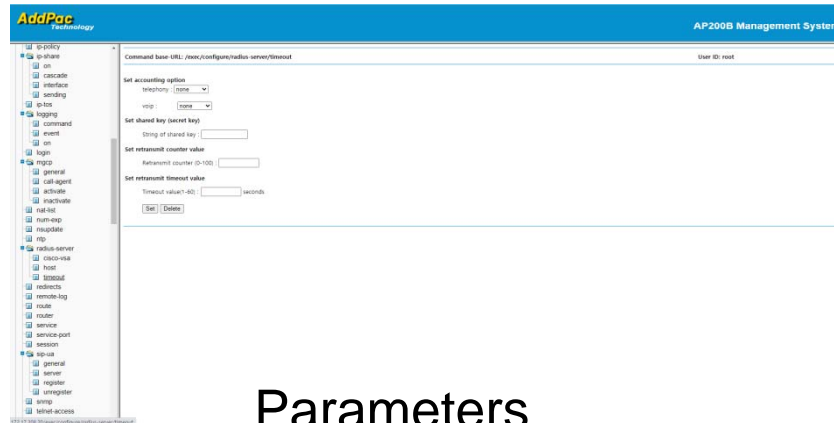 AddPac
Technology
AP200B Management System
ip-policy
ip-share
on
cascade
interface
sending
ip-tos
logging
command
event
on
login
mgcp
general
call-agent
activate
inactivate
nat-list
num-exp
nsupdate
ntp
radius-server
cisco-vsa
host
timeout
redirects
remote-log
route
router
service
service-port
session
sip-ua
general
server
register
unregister
snmp
telnet-access
Command base-URL: /exec/configure/radius-server/timeout
User ID: root
Set accounting option
telephony : none
voip : none
Set shared key (secret key)
String of shared key :
Set retransmit counter value
Retransmit counter (0-100) :
Set retransmit timeout value
Timeout value(1-60) : seconds
Set Delete
Parameters